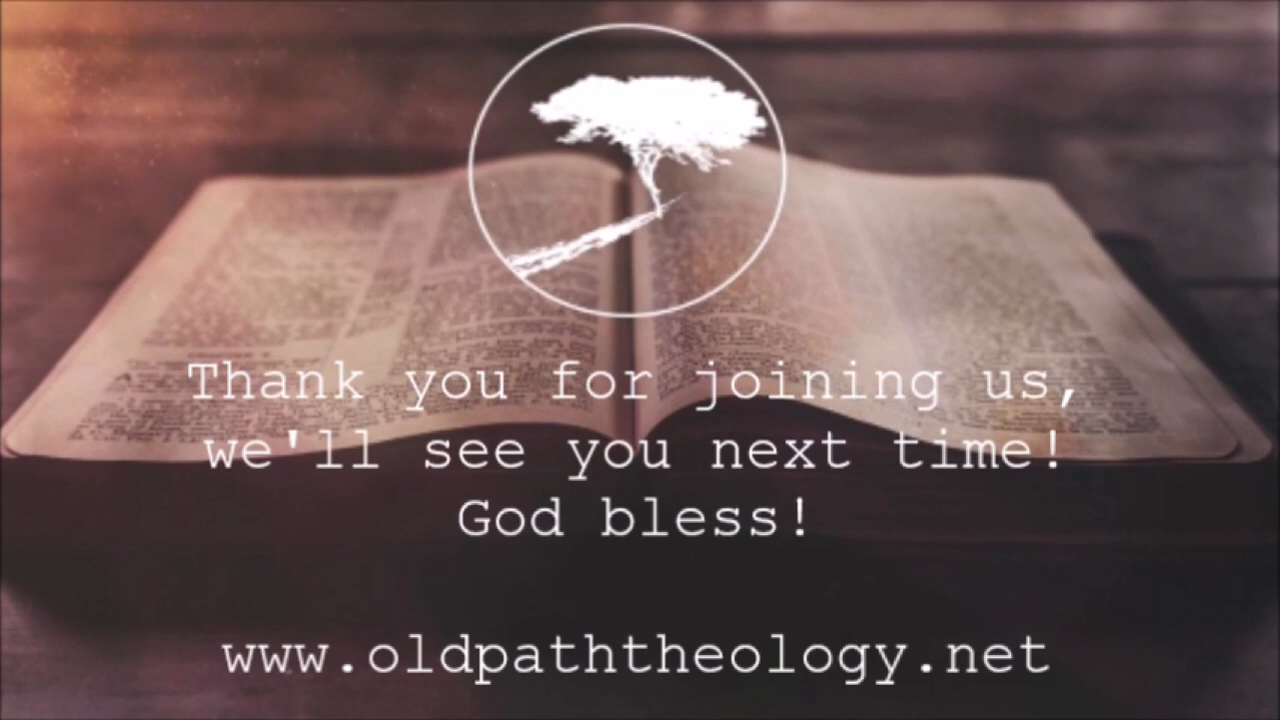 Thank you for joining us,
we'll see you next time!
God bless!
www.oldpaththeology.net